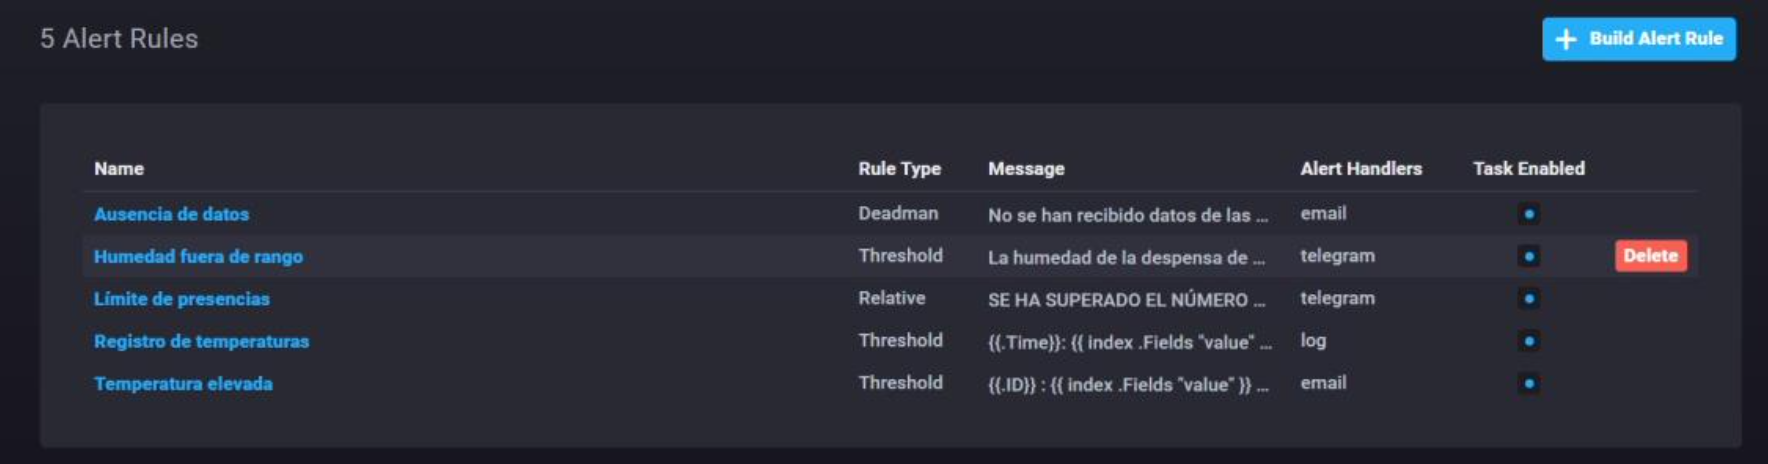 5 Alert Rules
+ Build Alert Rule
Name Rule Type Message Alert Handlers Task Enabled
Ausencia de datos Deadman No se han recibido datos de las ... email
Humedad fuera de rango Threshold La humedad de la despensa de ... telegram Delete
Límite de presencias Relative SE HA SUPERADO EL NÚMERO ... telegram
Registro de temperaturas Threshold {{.Time}}: {{ index .Fields "value" ... log
Temperatura elevada Threshold {{.ID}} : {{ index .Fields "value" }} ... email